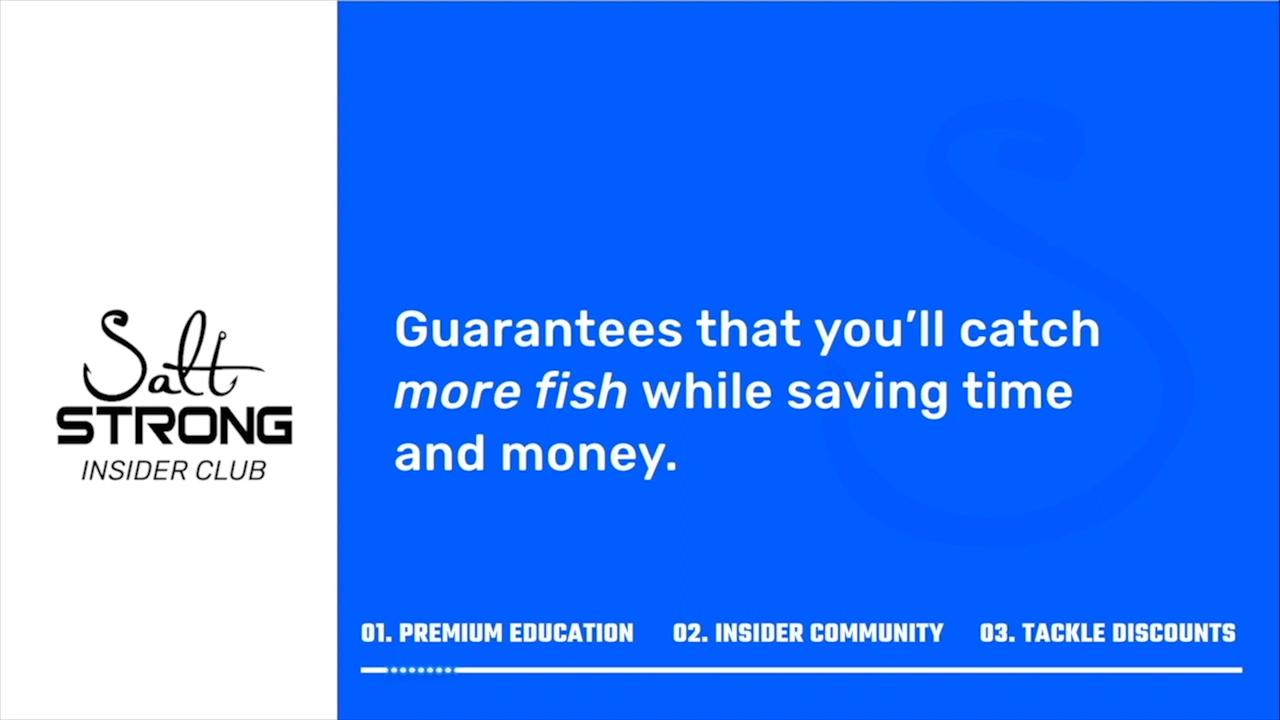 Salt
STRONG
INSIDER CLUB
Guarantees that you’ll catch
more fish while saving time
and money.
01. PREMIUM EDUCATION
02. INSIDER COMMUNITY
03. TACKLE DISCOUNTS